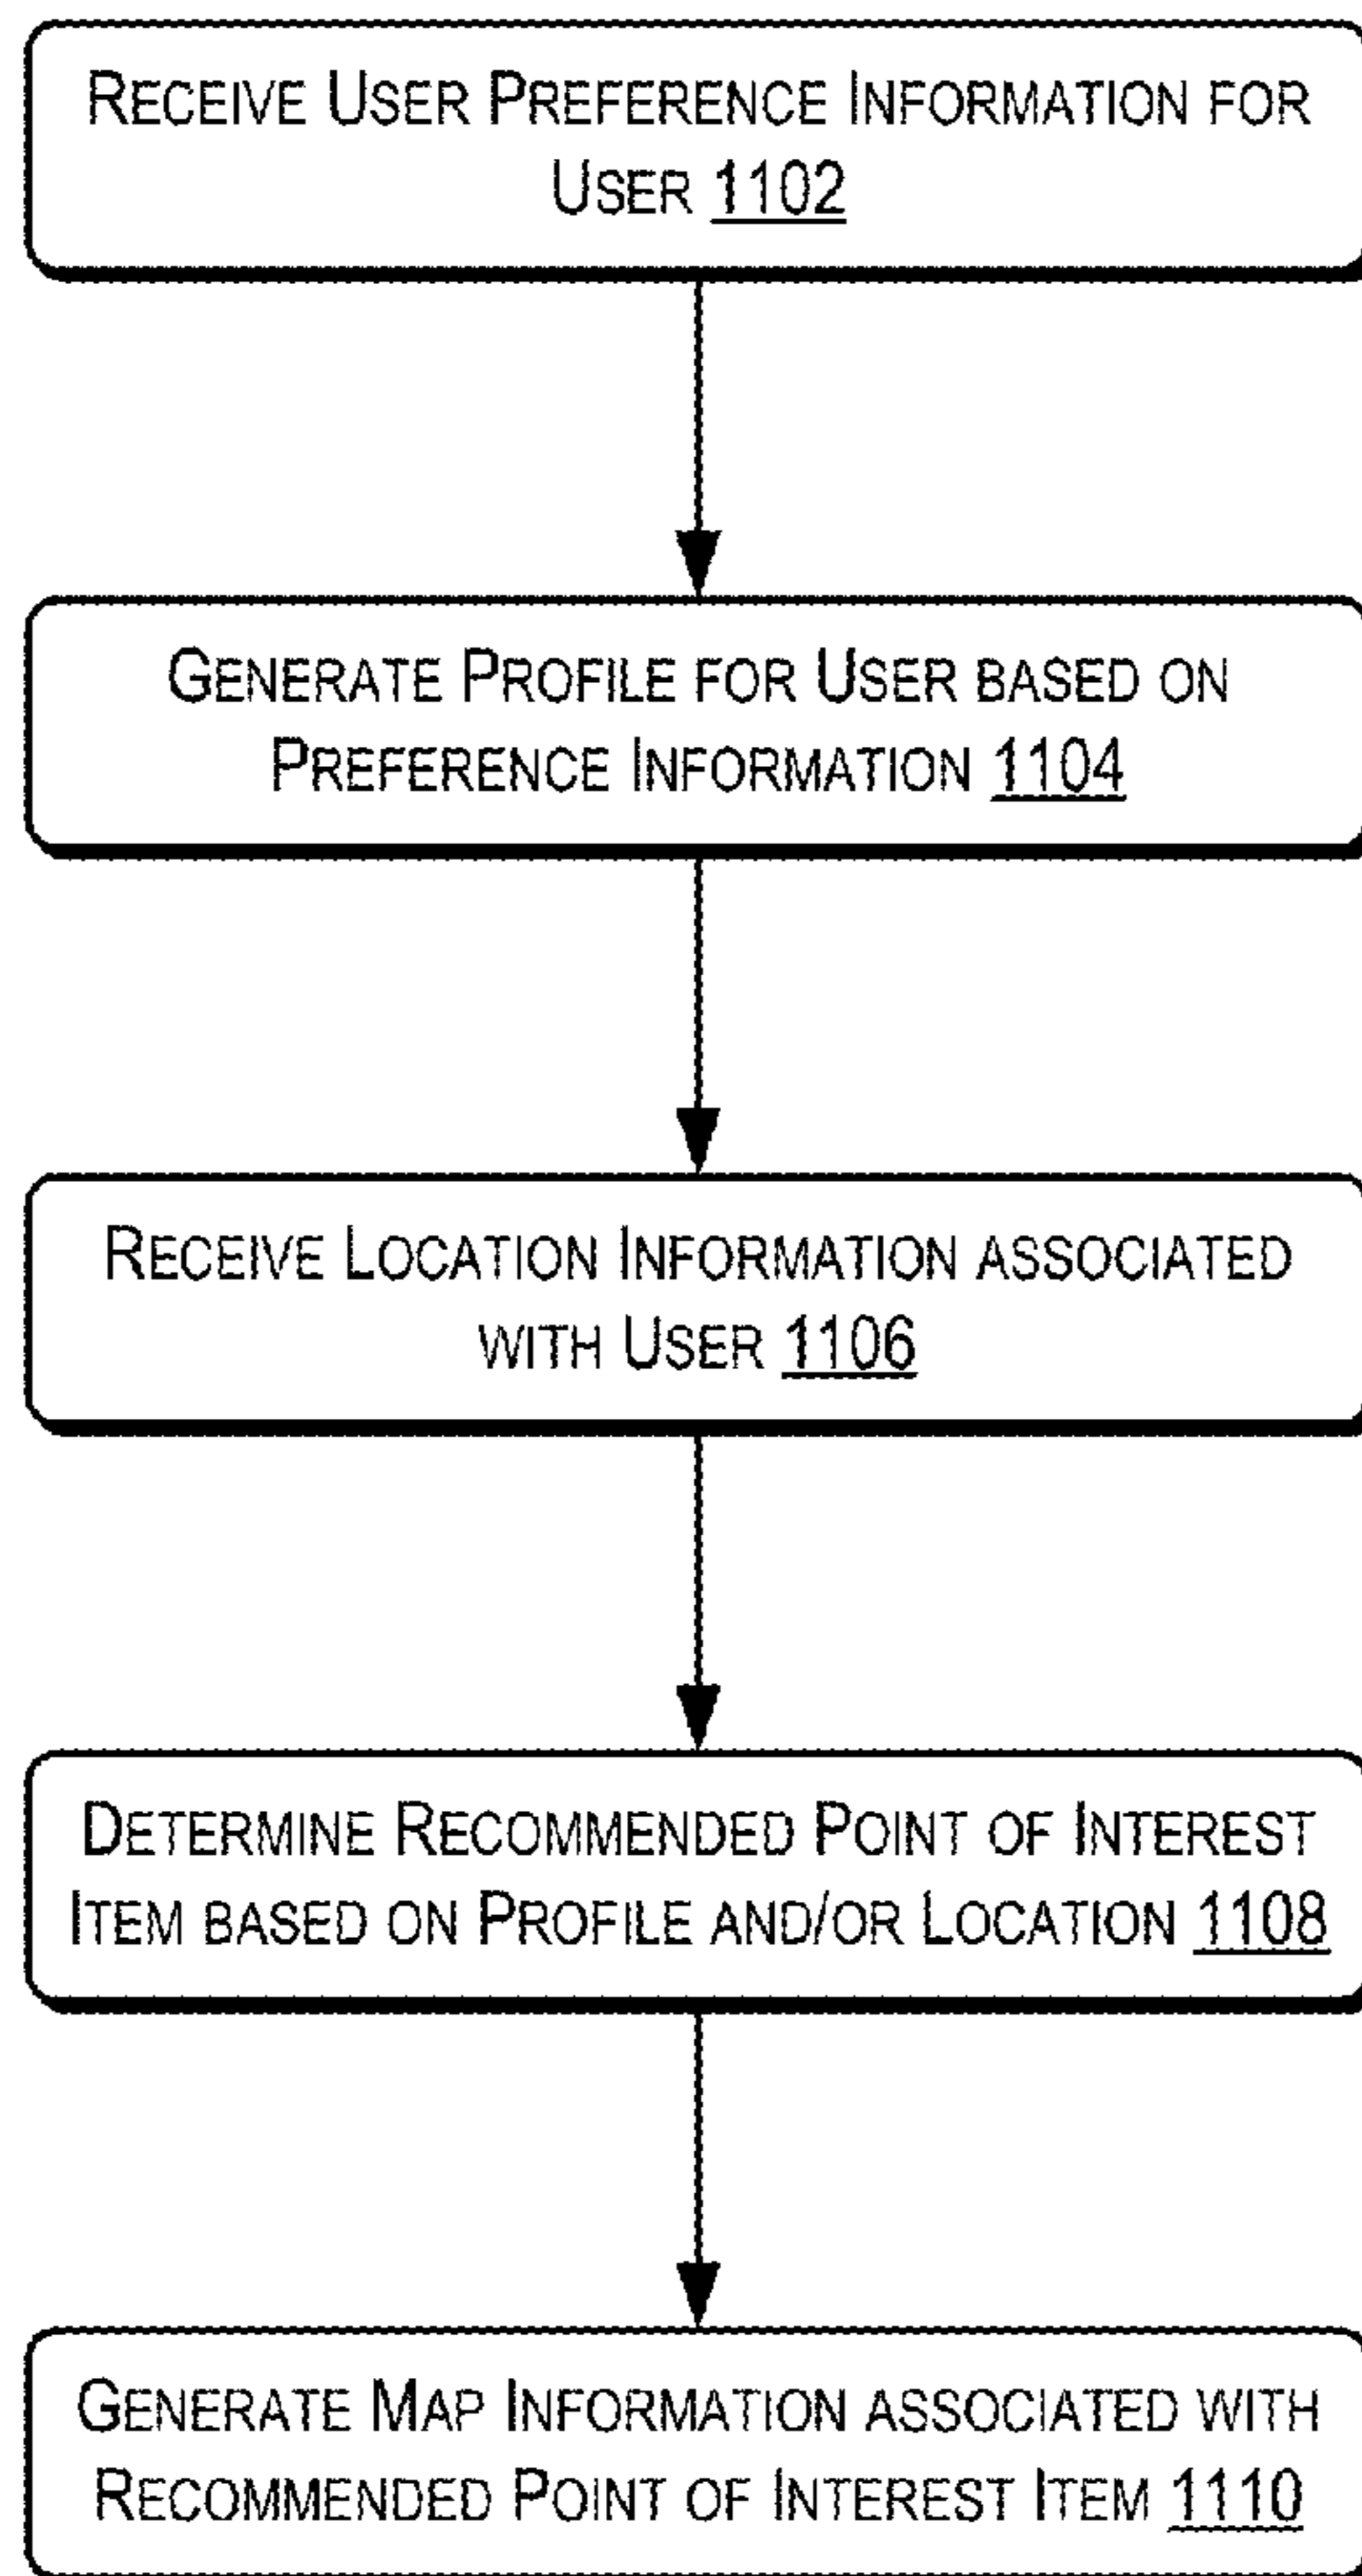 RECEIVE USER PREFERENCE INFORMATION FOR
USER 1102
GENERATE PROFILE FOR USER BASED ON
PREFERENCE INFORMATION 1104
RECEIVE LOCATION INFORMATION ASSOCIATED
WITH USER 1106
DETERMINE RECOMMENDED POINT OF INTEREST
ITEM BASED ON PROFILE AND/OR LOCATION 1108
GENERATE MAP INFORMATION ASSOCIATED WITH
RECOMMENDED POINT OF INTEREST ITEM 1110